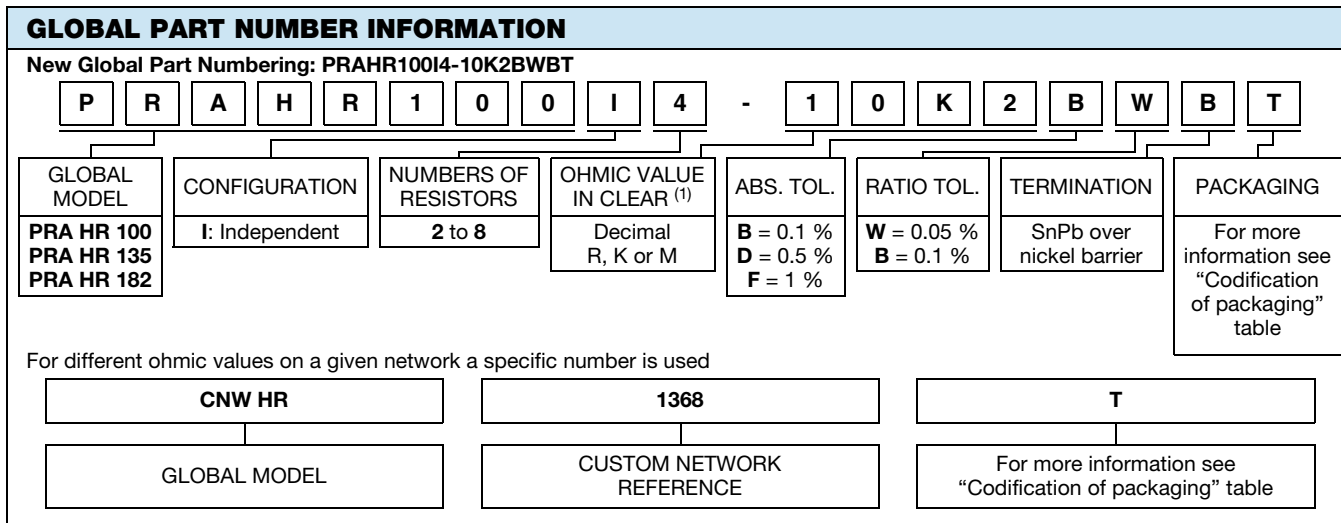 GLOBAL PART NUMBER INFORMATION
New Global Part Numbering: PRAHR100I4-10K2BWBT
P R A H R 1 0 0 I 4 - 1 0 K 2 B W B T
GLOBAL
MODEL
PRA HR 100
PRA HR 135
PRA HR 182
CONFIGURATION
I: Independent
NUMBERS OF
RESISTORS
2 to 8
OHMIC VALUE
IN CLEAR (1)
Decimal
R, K or M
ABS. TOL.
B = 0.1 %
D = 0.5 %
F = 1 %
RATIO TOL.
W = 0.05 %
B = 0.1 %
TERMINATION
SnPb over
nickel barrier
PACKAGING
For more
information see
“Codification
of packaging”
table
For different ohmic values on a given network a specific number is used
CNW HR
GLOBAL MODEL
1368
CUSTOM NETWORK
REFERENCE
T
For more information see
“Codification of packaging” table